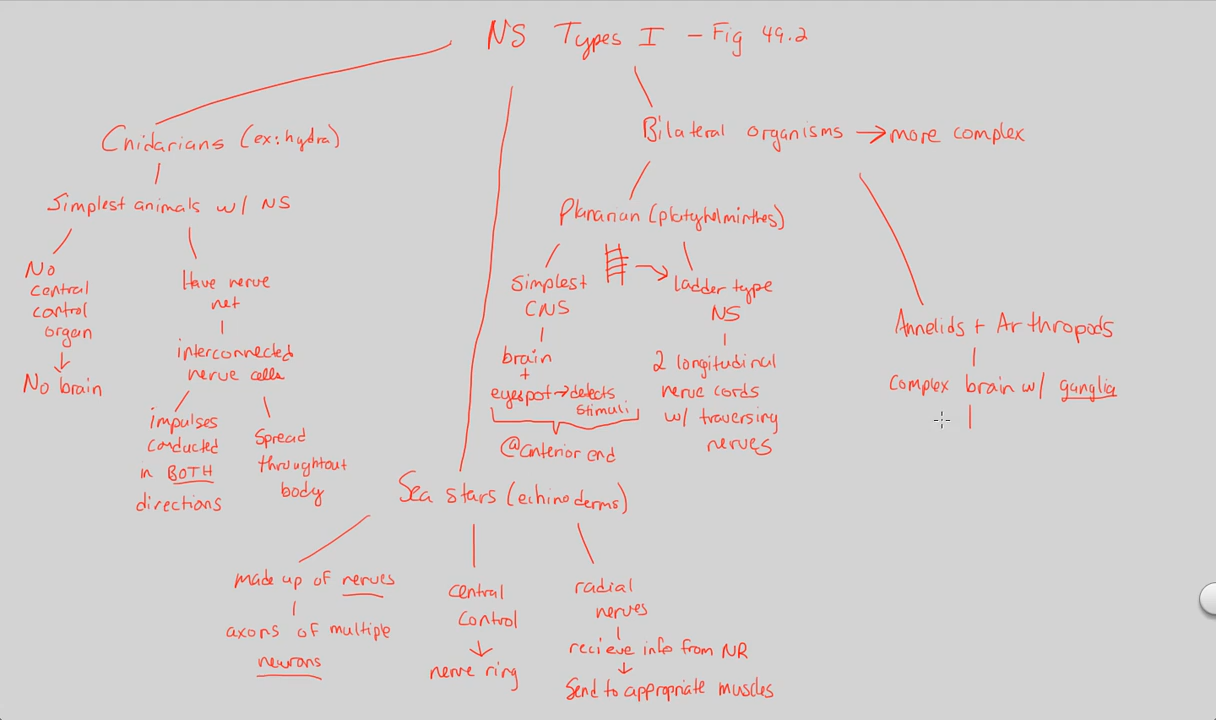 NS Types I - Fig 49.2
Cnidarians (ex: hydra)
Simplest animals w/ NS
No
central
control
organ
No brain
Have nerve
net
interconnected
nerve cells
impulses
conducted
in BOTH
directions
Spread
throughtout
body
Bilateral organisms → more complex
Planarian (platyhelminthes)
Simplest
CNS
brain
+
eyespot → detects
stimuli
@ anterior end
ladder type
NS
2 longitudinal
nerve cords
w/ traversing
nerves
Annelids + Arthropods
Complex brain w/ ganglia
Sea stars (echinoderms)
made up of nerves
axons of multiple
neurons
central
control
nerve ring
radial
nerves
recieve info from NR
Send to appropriate muscles